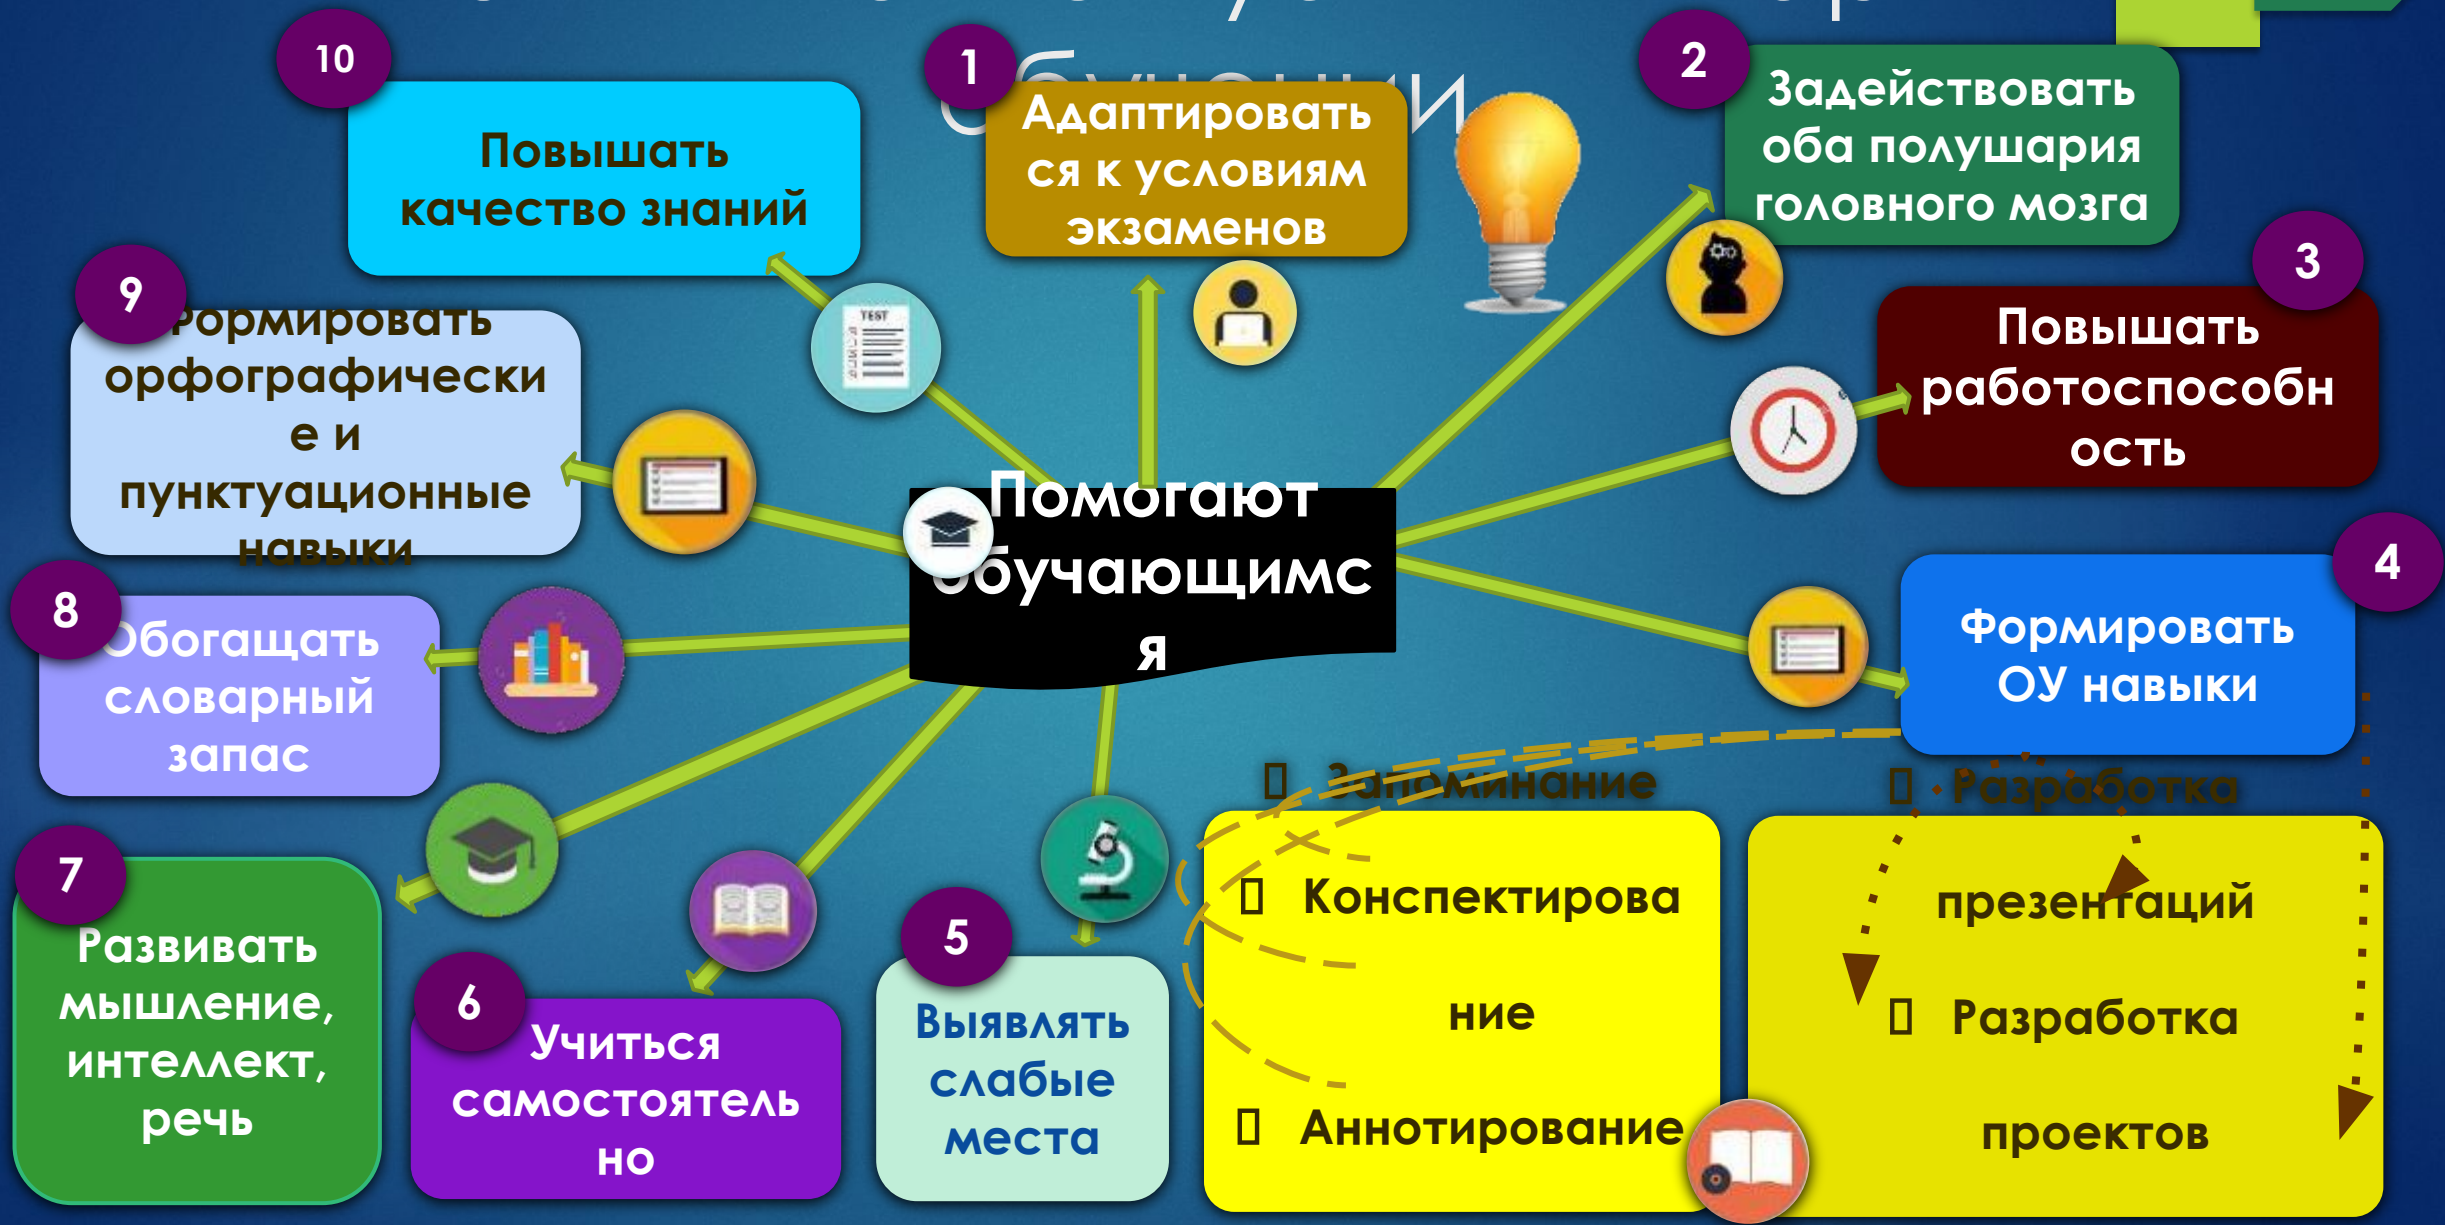 10
Повышать
качество знаний
1
Адаптировать
ся к условиям
экзаменов
2
Задействовать
оба полушария
головного мозга
3
Повышать
работоспособн
ость
4
Формировать
ОУ навыки
Запоминание
Конспектирова
ние
Аннотирование
Разработка
презентаций
Разработка
проектов
5
Выявлять
слабые
места
6
Учиться
самостоятель
но
7
Развивать
мышление,
интеллект,
речь
8
Обогащать
словарный
запас
9
Формировать
орфографически
е и
пунктуационные
навыки
TEST
Помогают
обучающимс
я